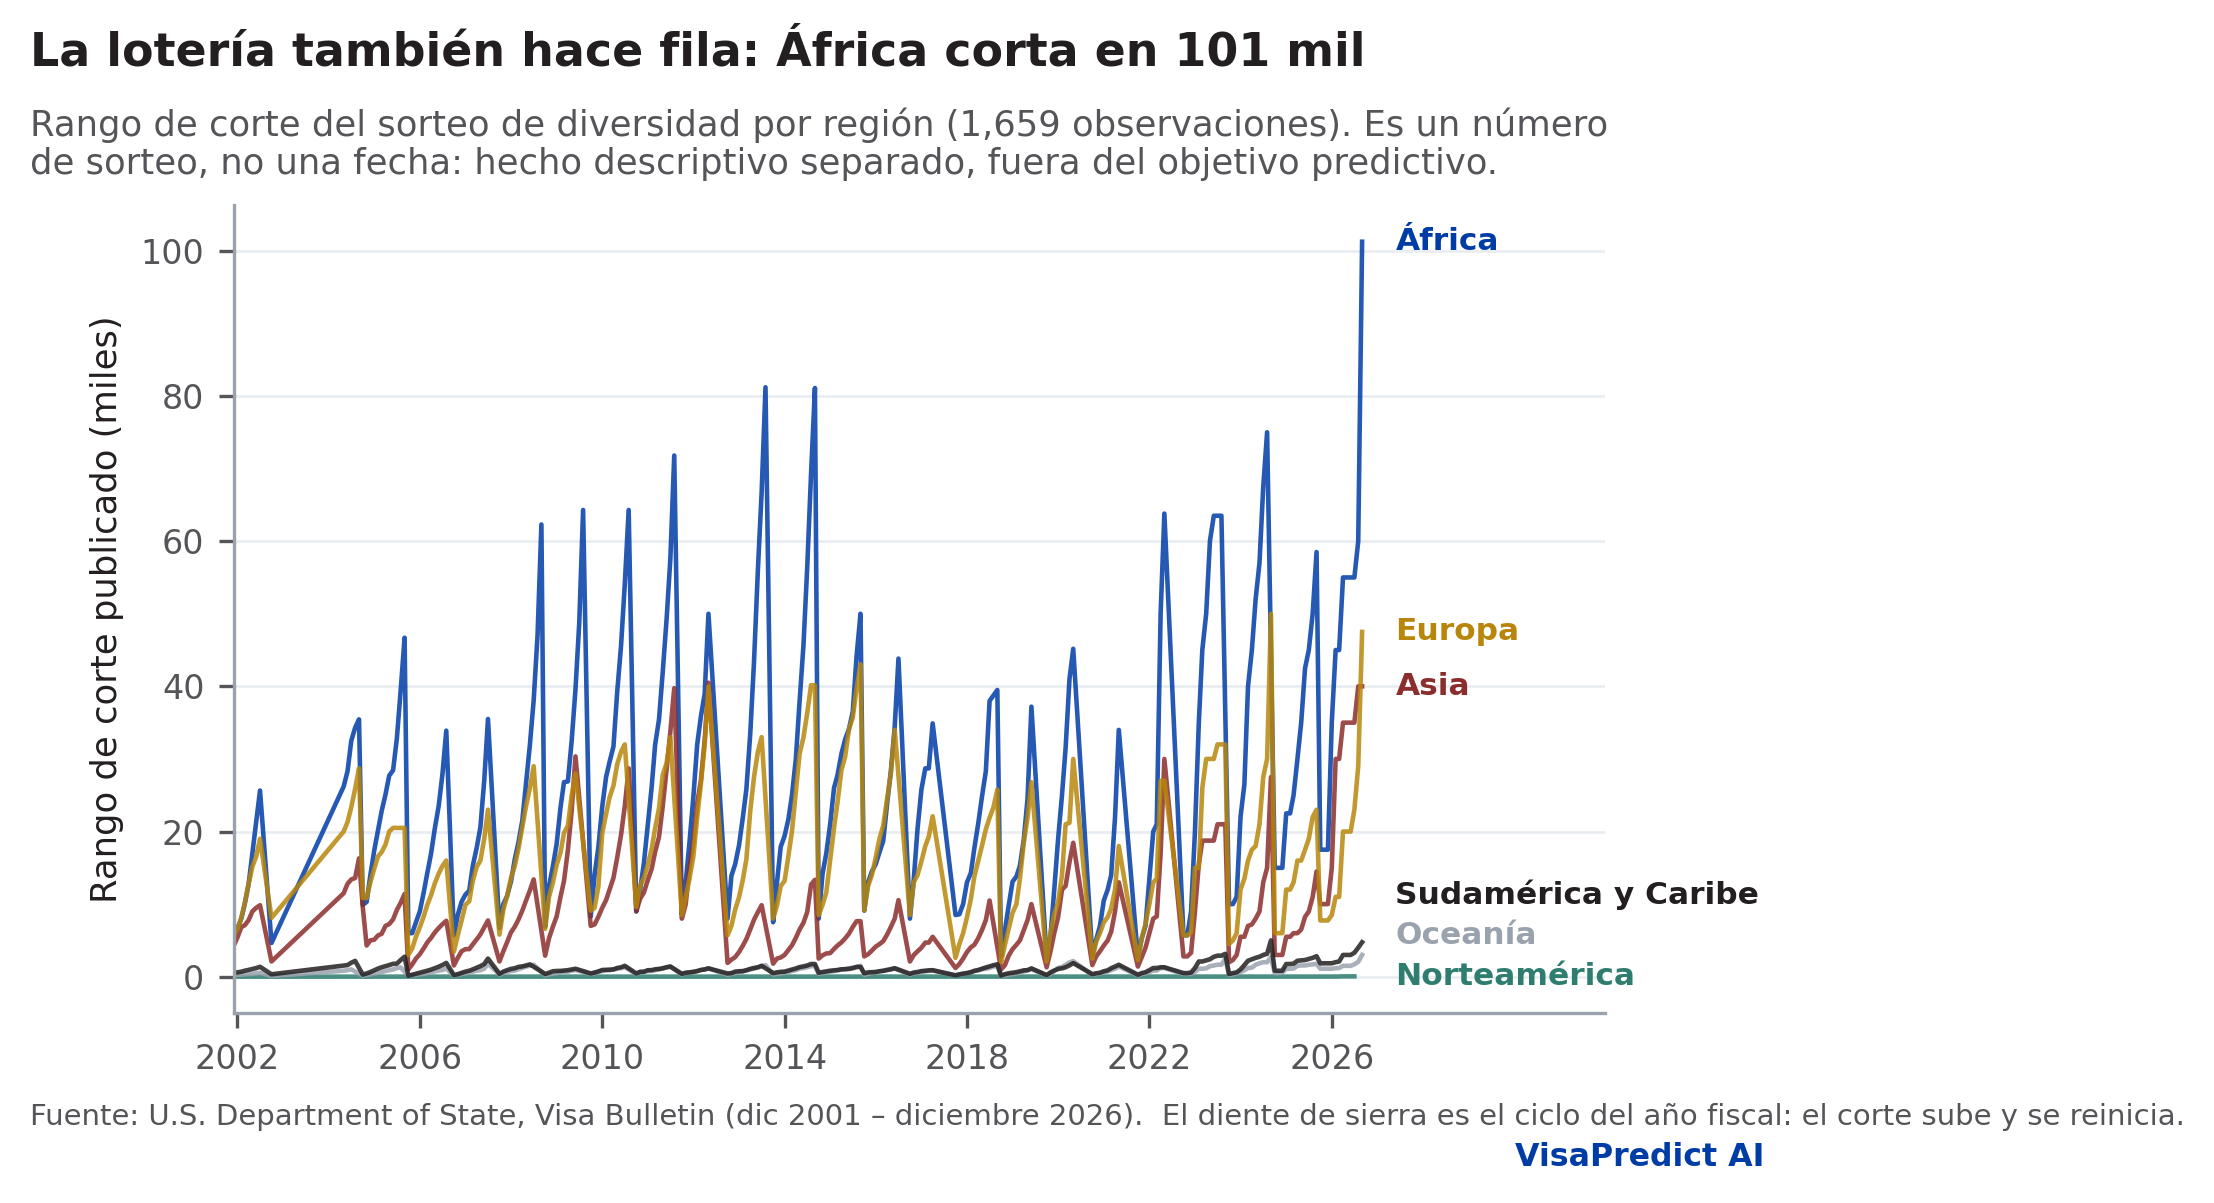 La lotería también hace fila: África corta en 101 mil
Rango de corte del sorteo de diversidad por región (1,659 observaciones). Es un número
de sorteo, no una fecha: hecho descriptivo separado, fuera del objetivo predictivo.
Rango de corte publicado (miles)
100
80
60
40
20
0
África
Europa
Asia
Sudamérica y Caribe
Oceanía
Norteamérica
2002
2006
2010
2014
2018
2022
2026
Fuente: U.S. Department of State, Visa Bulletin (dic 2001 – diciembre 2026).  El diente de sierra es el ciclo del año fiscal: el corte sube y se reinicia.
VisaPredict AI